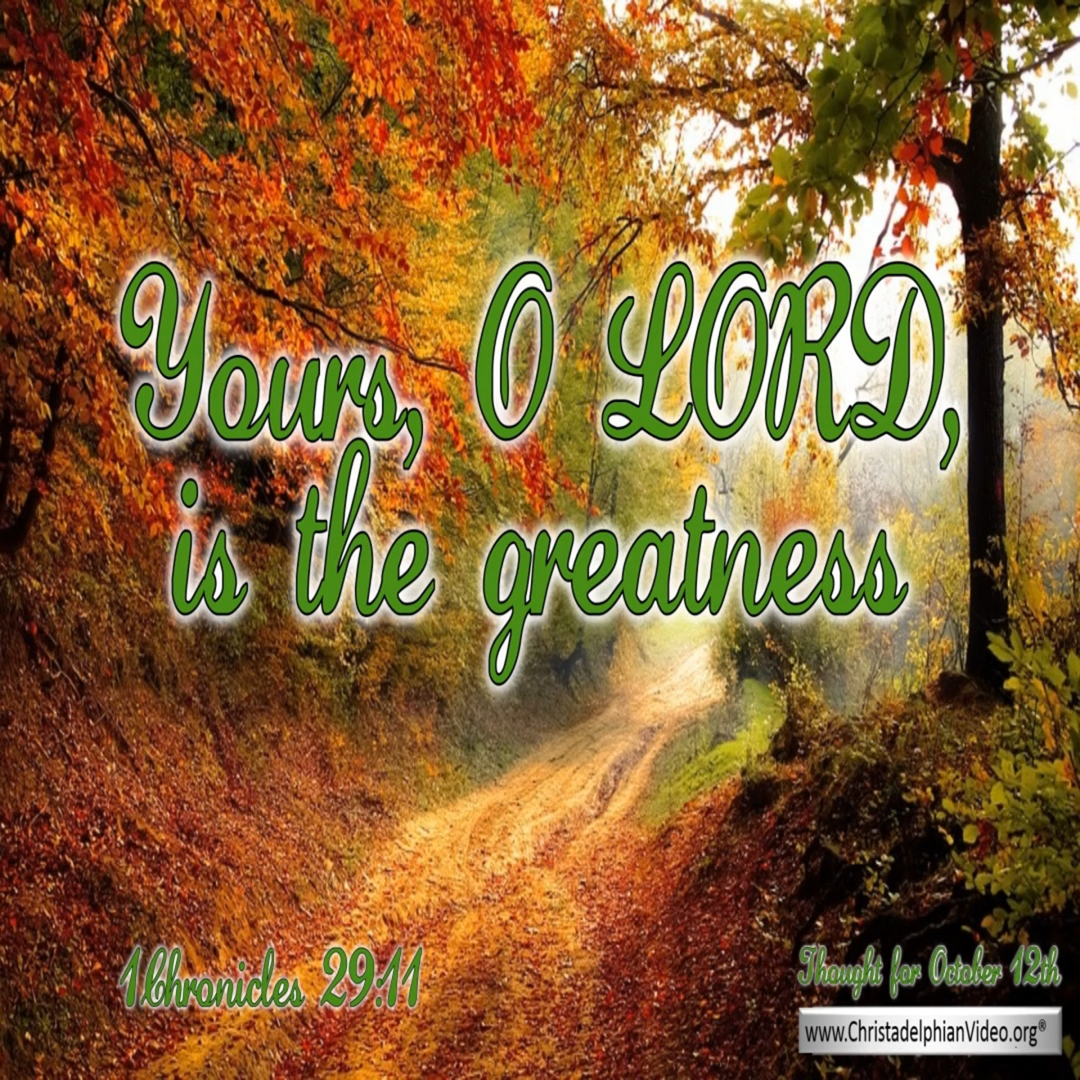 Yours, O LORD,
is the greatness
1Chronicles 29:11
Thought for October 12th
www.ChristadelphianVideo.org®